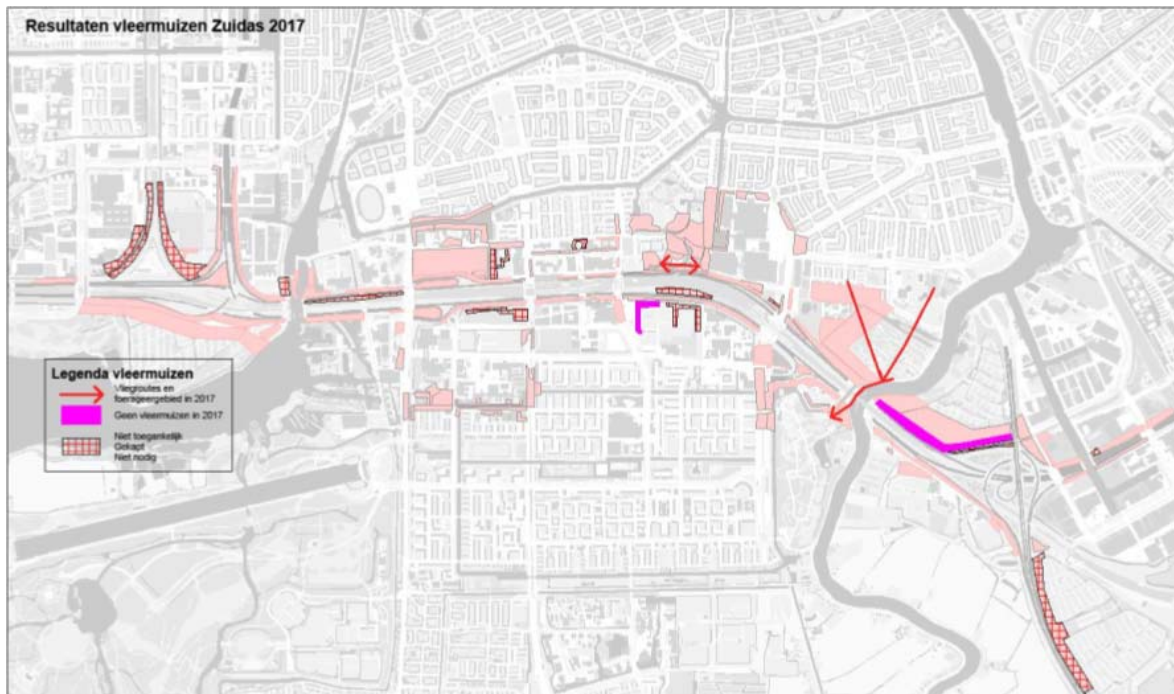 Resultaten vleermuizen Zuidas 2017
Legenda vleermuizen
Vliegroutes en
foerageergebied in 2017
Geen vleermuizen in 2017
Niet toegankelijk
Gekapt
Niet nodig